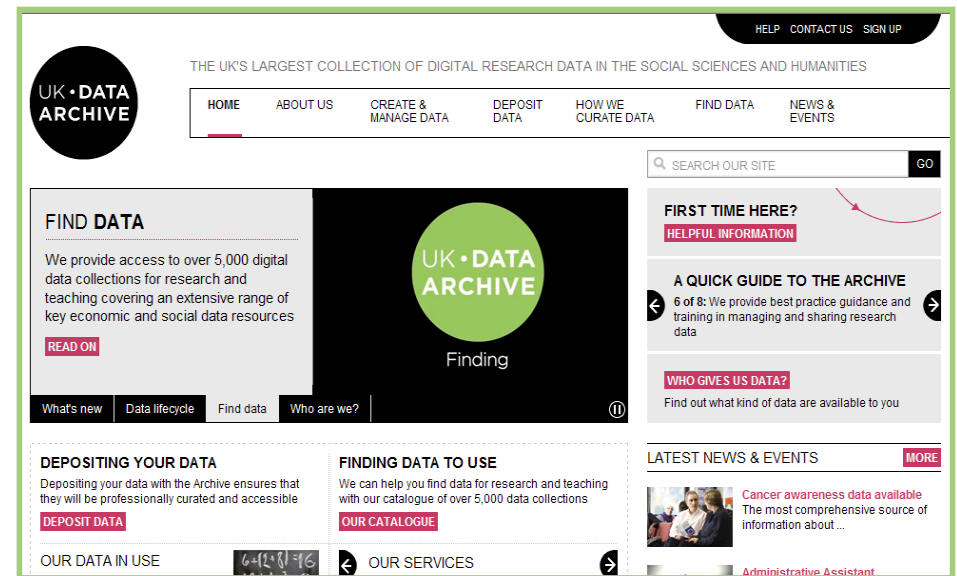 HELP CONTACT US SIGN UP
UK • DATA
ARCHIVE
THE UK'S LARGEST COLLECTION OF DIGITAL RESEARCH DATA IN THE SOCIAL SCIENCES AND HUMANITIES
HOME
ABOUT US
CREATE &
MANAGE DATA
DEPOSIT
DATA
HOW WE
CURATE DATA
FIND DATA
NEWS &
EVENTS
SEARCH OUR SITE
GO
FIND DATA
We provide access to over 5,000 digital
data collections for research and
teaching covering an extensive range of
key economic and social data resources
READ ON
UK • DATA
ARCHIVE
Finding
What's new
Data lifecycle
Find data
Who are we?
FIRST TIME HERE?
HELPFUL INFORMATION
A QUICK GUIDE TO THE ARCHIVE
6 of 8: We provide best practice guidance and
training in managing and sharing research
data
WHO GIVES US DATA?
Find out what kind of data are available to you
DEPOSITING YOUR DATA
Depositing your data with the Archive ensures that
they will be professionally curated and accessible
DEPOSIT DATA
FINDING DATA TO USE
We can help you find data for research and teaching
with our catalogue of over 5,000 data collections
OUR CATALOGUE
LATEST NEWS & EVENTS
MORE
Cancer awareness data available
The most comprehensive source of
information about ...
OUR DATA IN USE
OUR SERVICES
Administrative Assistant